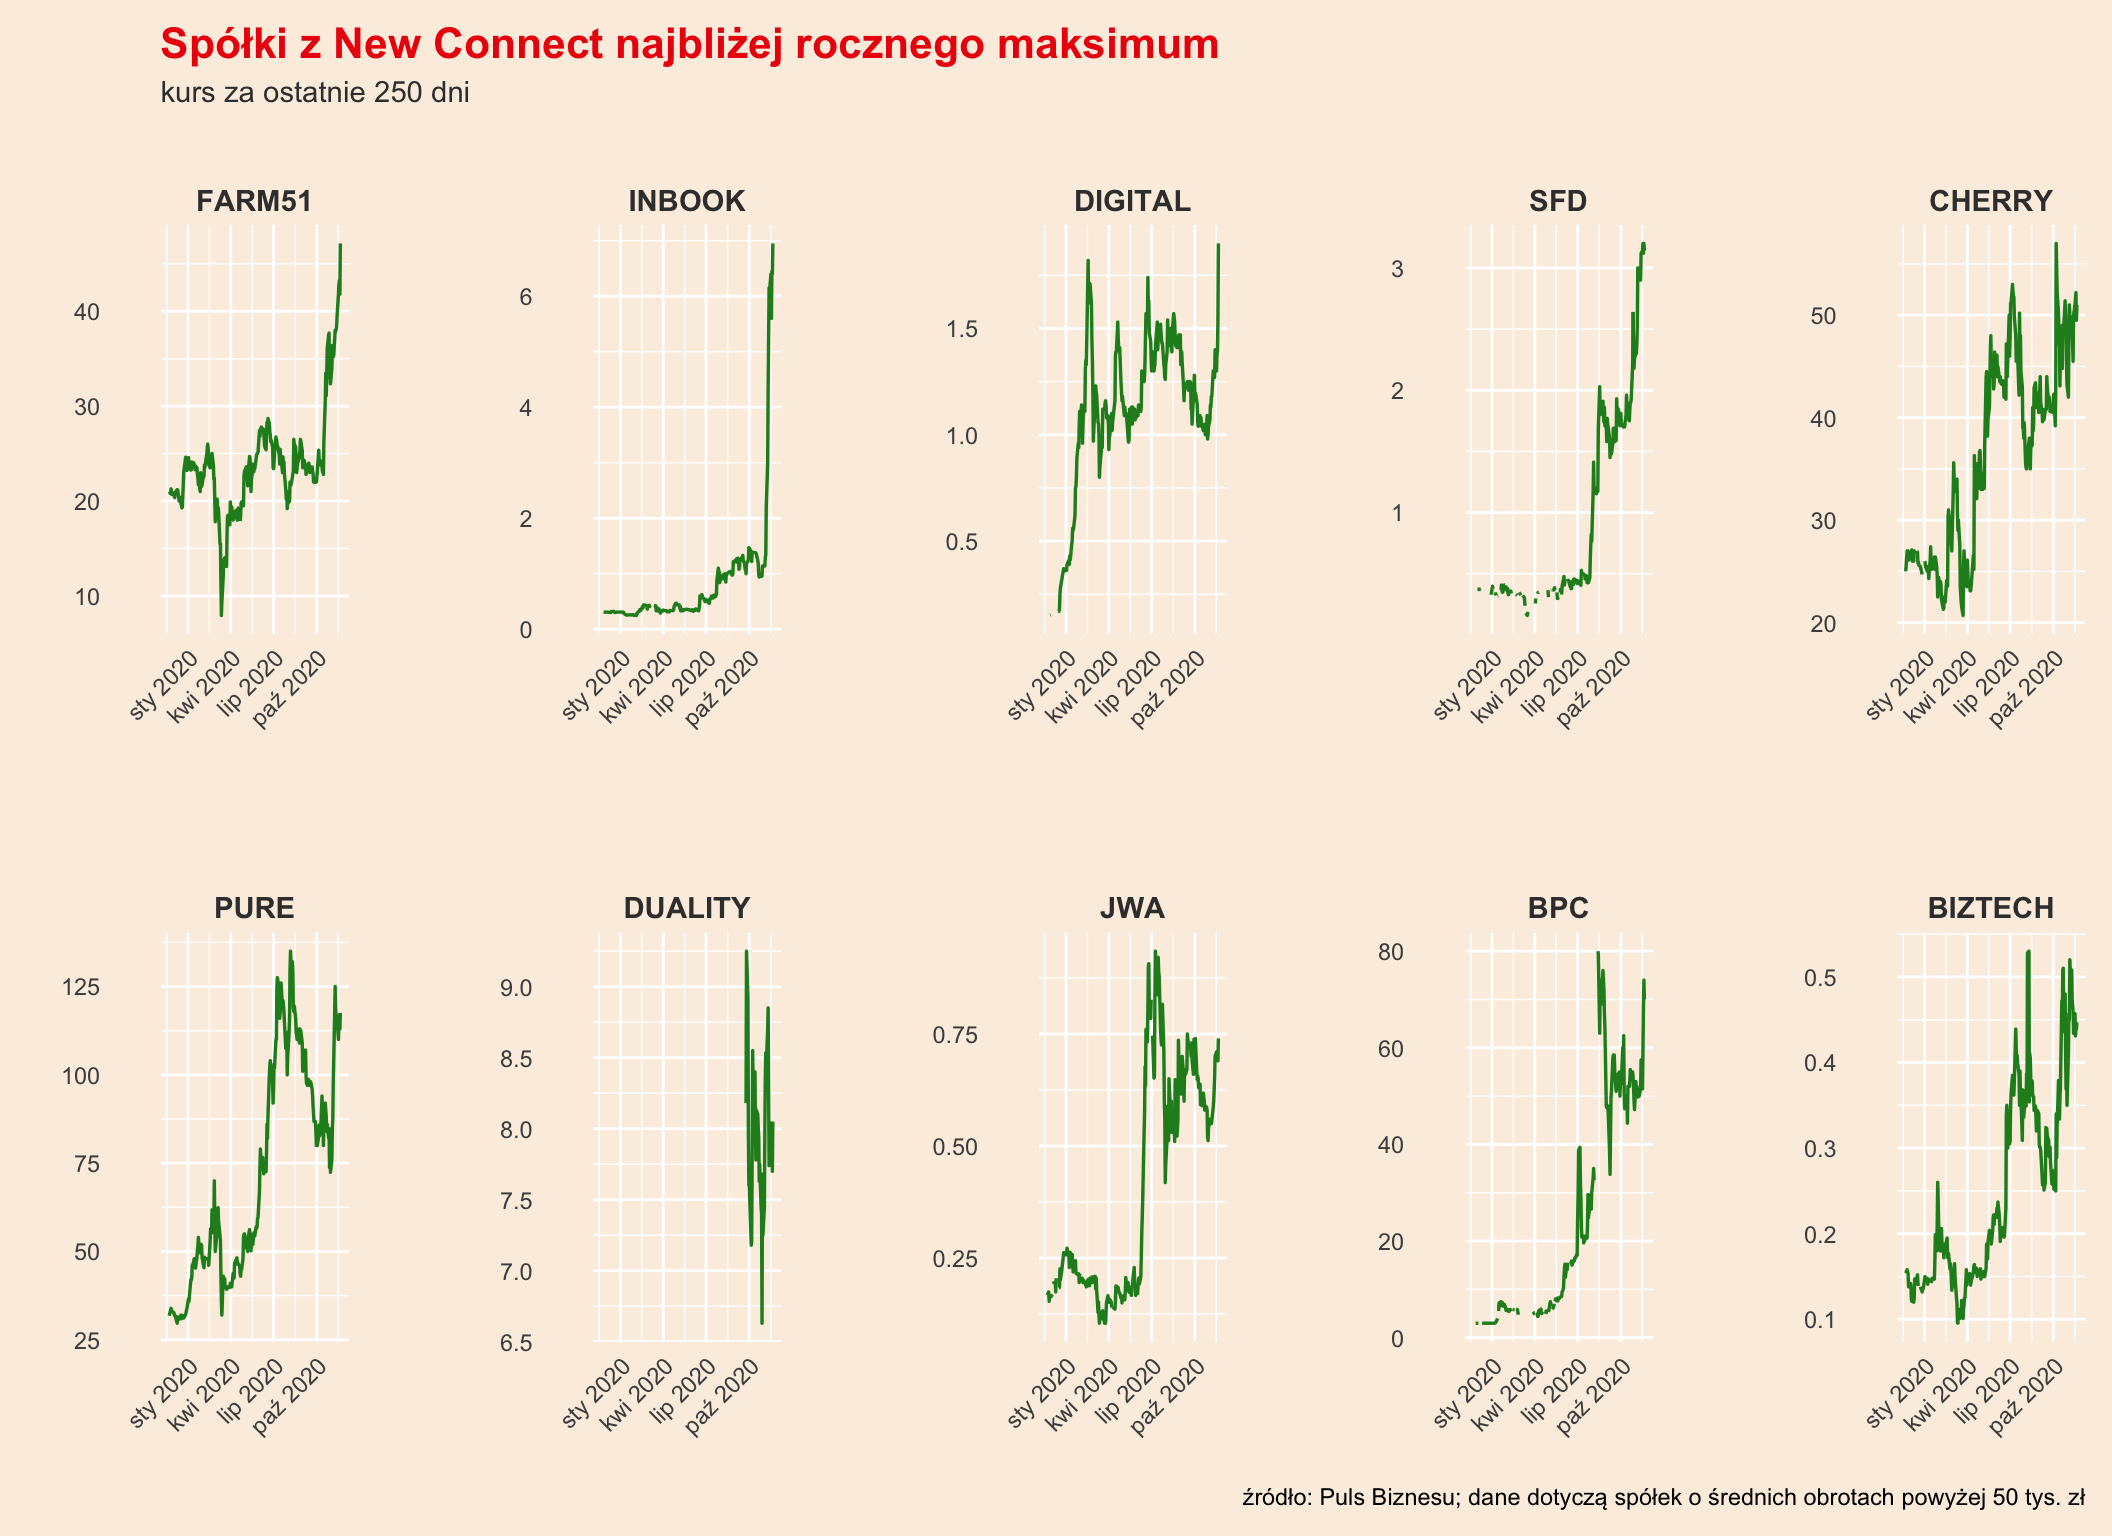 Spółki z New Connect najbliżej rocznego maksimum
kurs za ostatnie 250 dni
FARM51
INBOOK
DIGITAL
SFD
CHERRY
40
30
20
10
6
4
2
0
1.5
1.0
0.5
3
2
1
50
40
30
20
sty 2020
kwi 2020
lip 2020
paź 2020
sty 2020
kwi 2020
lip 2020
paź 2020
sty 2020
kwi 2020
lip 2020
paź 2020
sty 2020
kwi 2020
lip 2020
paź 2020
sty 2020
kwi 2020
lip 2020
paź 2020
PURE
DUALITY
JWA
BPC
BIZTECH
125
100
75
50
25
9.0
8.5
8.0
7.5
7.0
6.5
0.75
0.50
0.25
80
60
40
20
0
0.5
0.4
0.3
0.2
0.1
sty 2020
kwi 2020
lip 2020
paź 2020
sty 2020
kwi 2020
lip 2020
paź 2020
sty 2020
kwi 2020
lip 2020
paź 2020
sty 2020
kwi 2020
lip 2020
paź 2020
sty 2020
kwi 2020
lip 2020
paź 2020
źródło: Puls Biznesu; dane dotyczą spółek o średnich obrotach powyżej 50 tys. zł